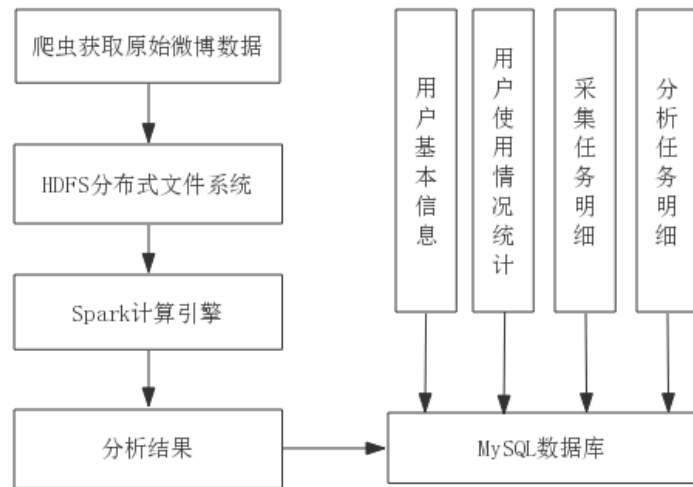 爬虫获取原始微博数据
HDFS分布式文件系统
Spark计算引擎
分析结果
用户基本信息
用户使用情况统计
采集任务明细
分析任务明细
MySQL数据库